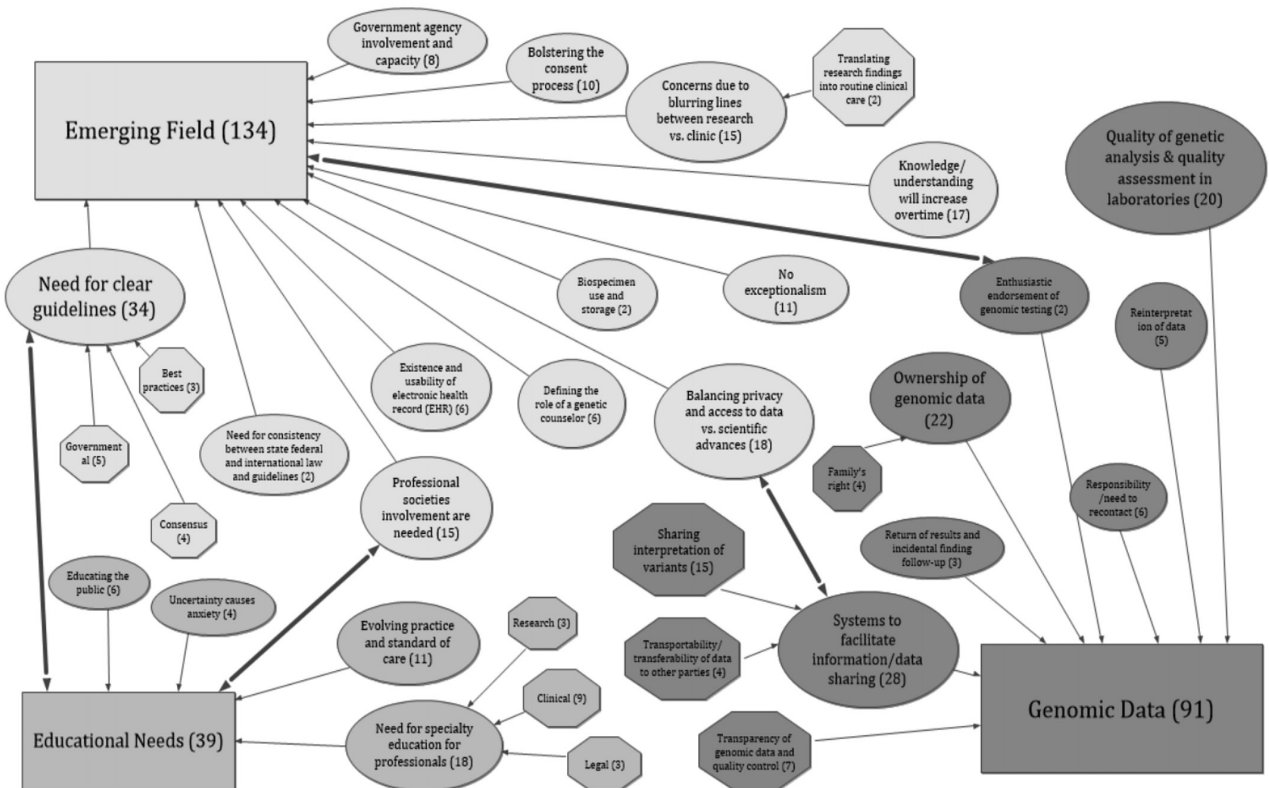 Government agency
involvement and
capacity (8)
Bolstering the
consent
process (10)
Concerns due to
blurring lines
between research
vs. clinic (15)
Translating
research findings
into routine clinical
care (2)
Emerging Field (134)
Quality of genetic
analysis & quality
assessment in
laboratories (20)
Knowledge/
understanding
will increase
overtime (17)
Need for clear
guidelines (34)
Biospecimen
use and
storage (2)
No
exceptionalism
(11)
Enthusiastic
endorsement of
genomic testing (2)
Reinterpretat
ion of data
(5)
Best
practices (3)
Government
al (5)
Consensus
(4)
Need for consistency
between state federal
and international law
and guidelines (2)
Existence and
usability of
electronic health
record (EHR) (6)
Defining the
role of a genetic
counselor (6)
Balancing privacy
and access to data
vs. scientific
advances (18)
Ownership of
genomic data
(22)
Family's
right (4)
Professional
societies
involvement are
needed (15)
Responsibility
/need to
recontact (6)
Sharing
interpretation of
variants (15)
Return of results and
incidental finding
follow-up (3)
Educating the
public (6)
Uncertainty causes
anxiety (4)
Evolving practice
and standard of
care (11)
Research (3)
Transportability/
transferability of data
to other parties (4)
Systems to
facilitate
information/data
sharing (28)
Clinical (9)
Educational Needs (39)
Need for specialty
education for
professionals (18)
Legal (3)
Transparency of
genomic data and
quality control (7)
Genomic Data (91)